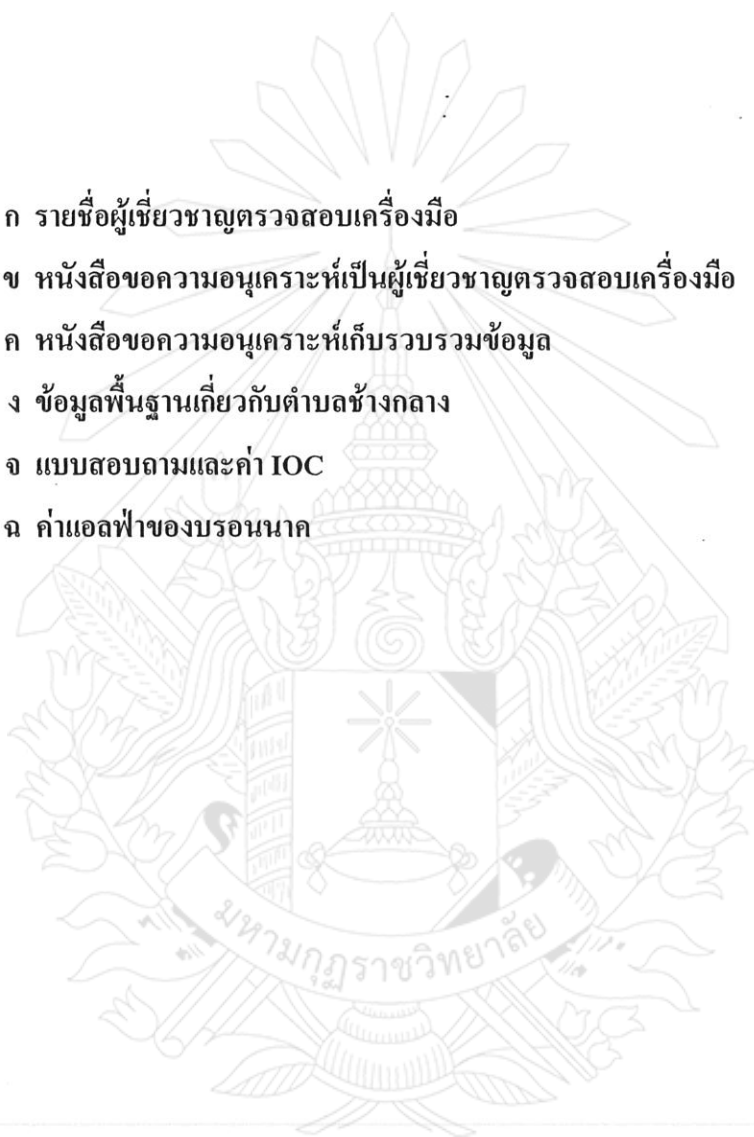 ก รายชื่อผู้เชี่ยวชาญตรวจสอบเครื่องมือ
ข หนังสือขอความอนุเคราะห์เป็นผู้เชี่ยวชาญตรวจสอบเครื่องมือ
ค หนังสือขอความอนุเคราะห์เก็บรวบรวมข้อมูล
ง ข้อมูลพื้นฐานเกี่ยวกับตำบลช้างกลาง
จ แบบสอบถามและค่า IOC
ฉ ค่าแอลฟ่าของบรอนนาค
มหามกุฏราชวิทยาลัย